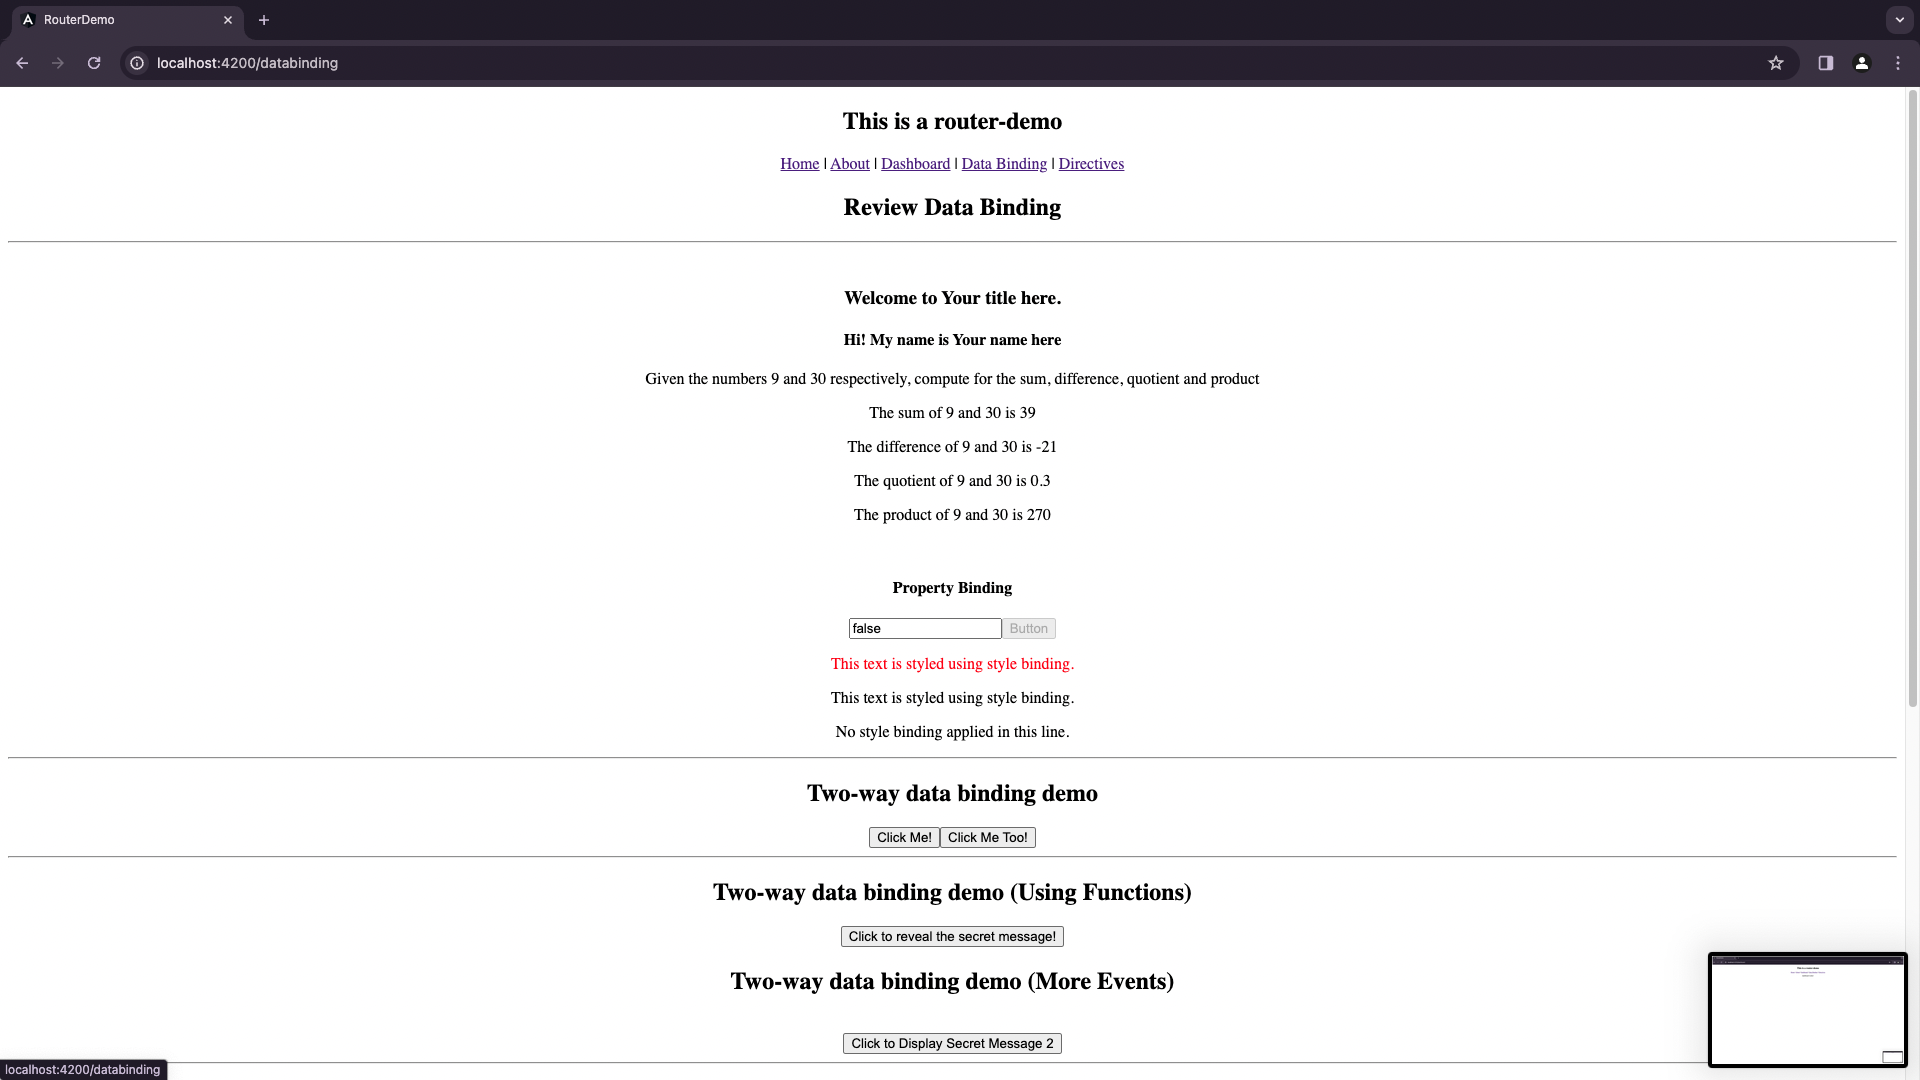 RouterDemo
localhost:4200/databinding
This is a router-demo
Home | About | Dashboard | Data Binding | Directives
Review Data Binding
Welcome to Your title here.
Hi! My name is Your name here
Given the numbers 9 and 30 respectively, compute for the sum, difference, quotient and product
The sum of 9 and 30 is 39
The difference of 9 and 30 is -21
The quotient of 9 and 30 is 0.3
The product of 9 and 30 is 270
Property Binding
false Button
This text is styled using style binding.
This text is styled using style binding.
No style binding applied in this line.
Two-way data binding demo
Click Me! Click Me Too!
Two-way data binding demo (Using Functions)
Click to reveal the secret message!
Two-way data binding demo (More Events)
Click to Display Secret Message 2
localhost:4200/databinding